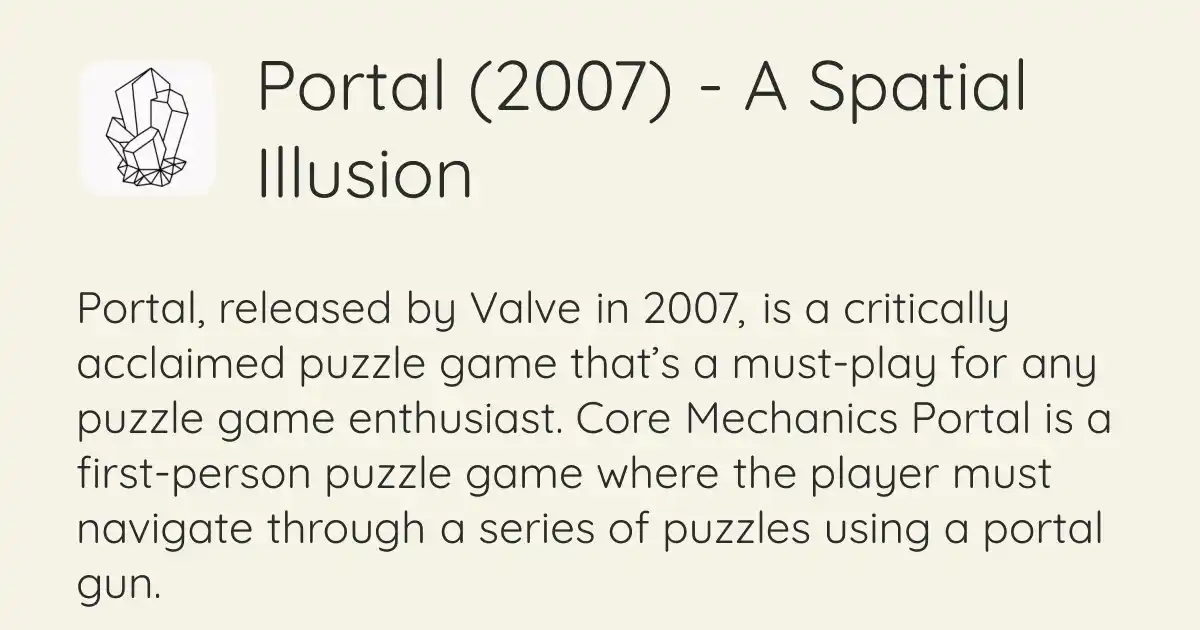 Portal (2007) - A Spatial
Illusion
Portal, released by Valve in 2007, is a critically
acclaimed puzzle game that’s a must-play for any
puzzle game enthusiast. Core Mechanics Portal is a
first-person puzzle game where the player must
navigate through a series of puzzles using a portal
gun.